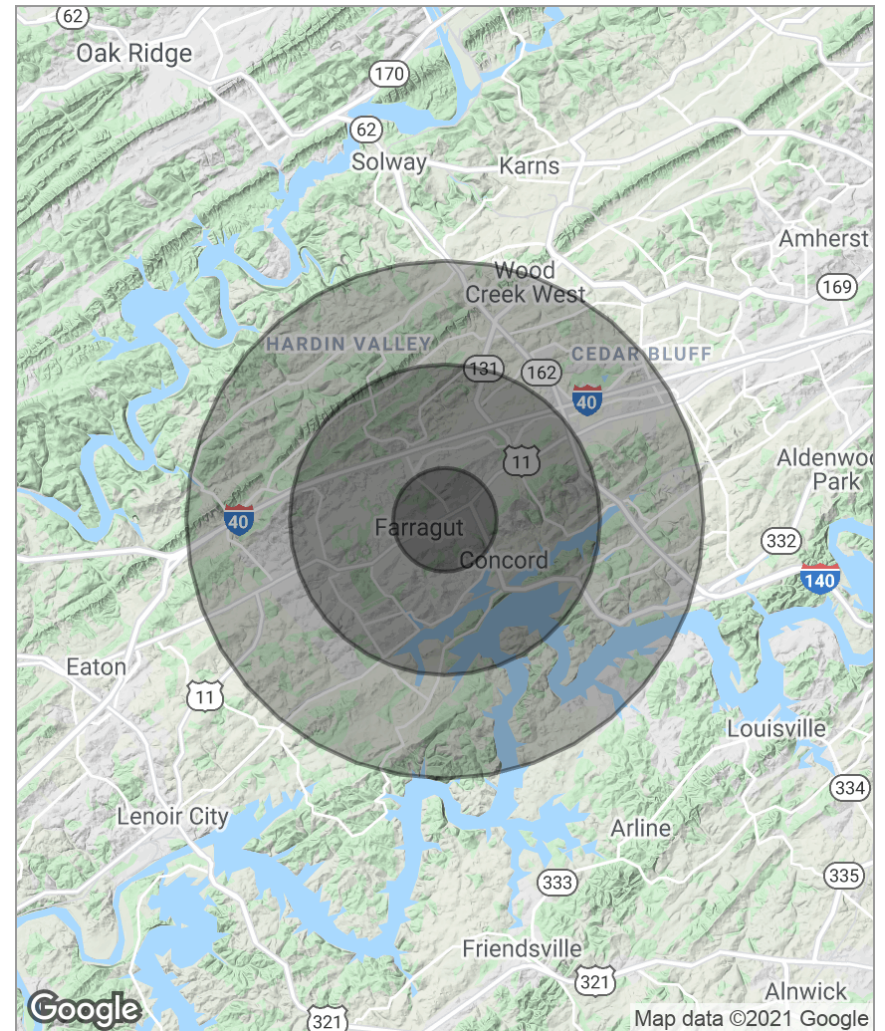 62
Oak Ridge
170
62
Solway
Karns
Amherst
Wood
Creek West
169
HARDIN VALLEY
CEDAR BLUFF
131
162
40
11
Aldenwoo
Park
40
Farragut
332
Concord
140
Eaton
11
Louisville
334
Lenoir City
Arline
333
335
Friendsville
321
Alnwick
Google
321
Map data ©2021 Google